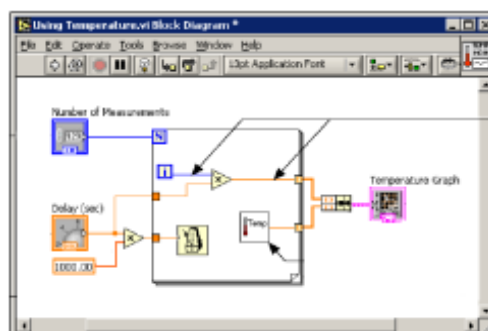 Using Temperature.vi Block Diagram *
File Edit Operate Tools Browse Window Help
13pt Application Font
Number of Measurements
N
i
Temperature Graph
Delay (sec)
Temp
1000.00